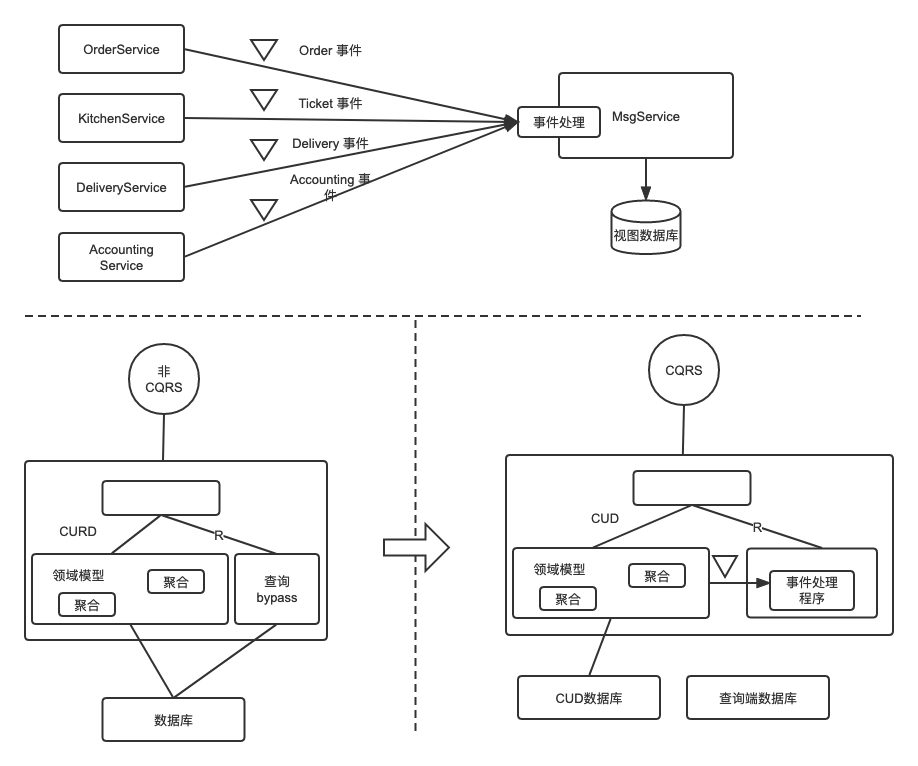 OrderService
Order 事件
KitchenService
Ticket 事件
DeliveryService
Delivery 事件
Accounting
Service
Accounting 事
件
事件处理
MsgService
视图数据库
非
CQRS
CURD
R
领域模型
聚合
聚合
查询
bypass
数据库
CQRS
CUD
R
领域模型
聚合
聚合
事件处理
程序
CUD数据库
查询端数据库